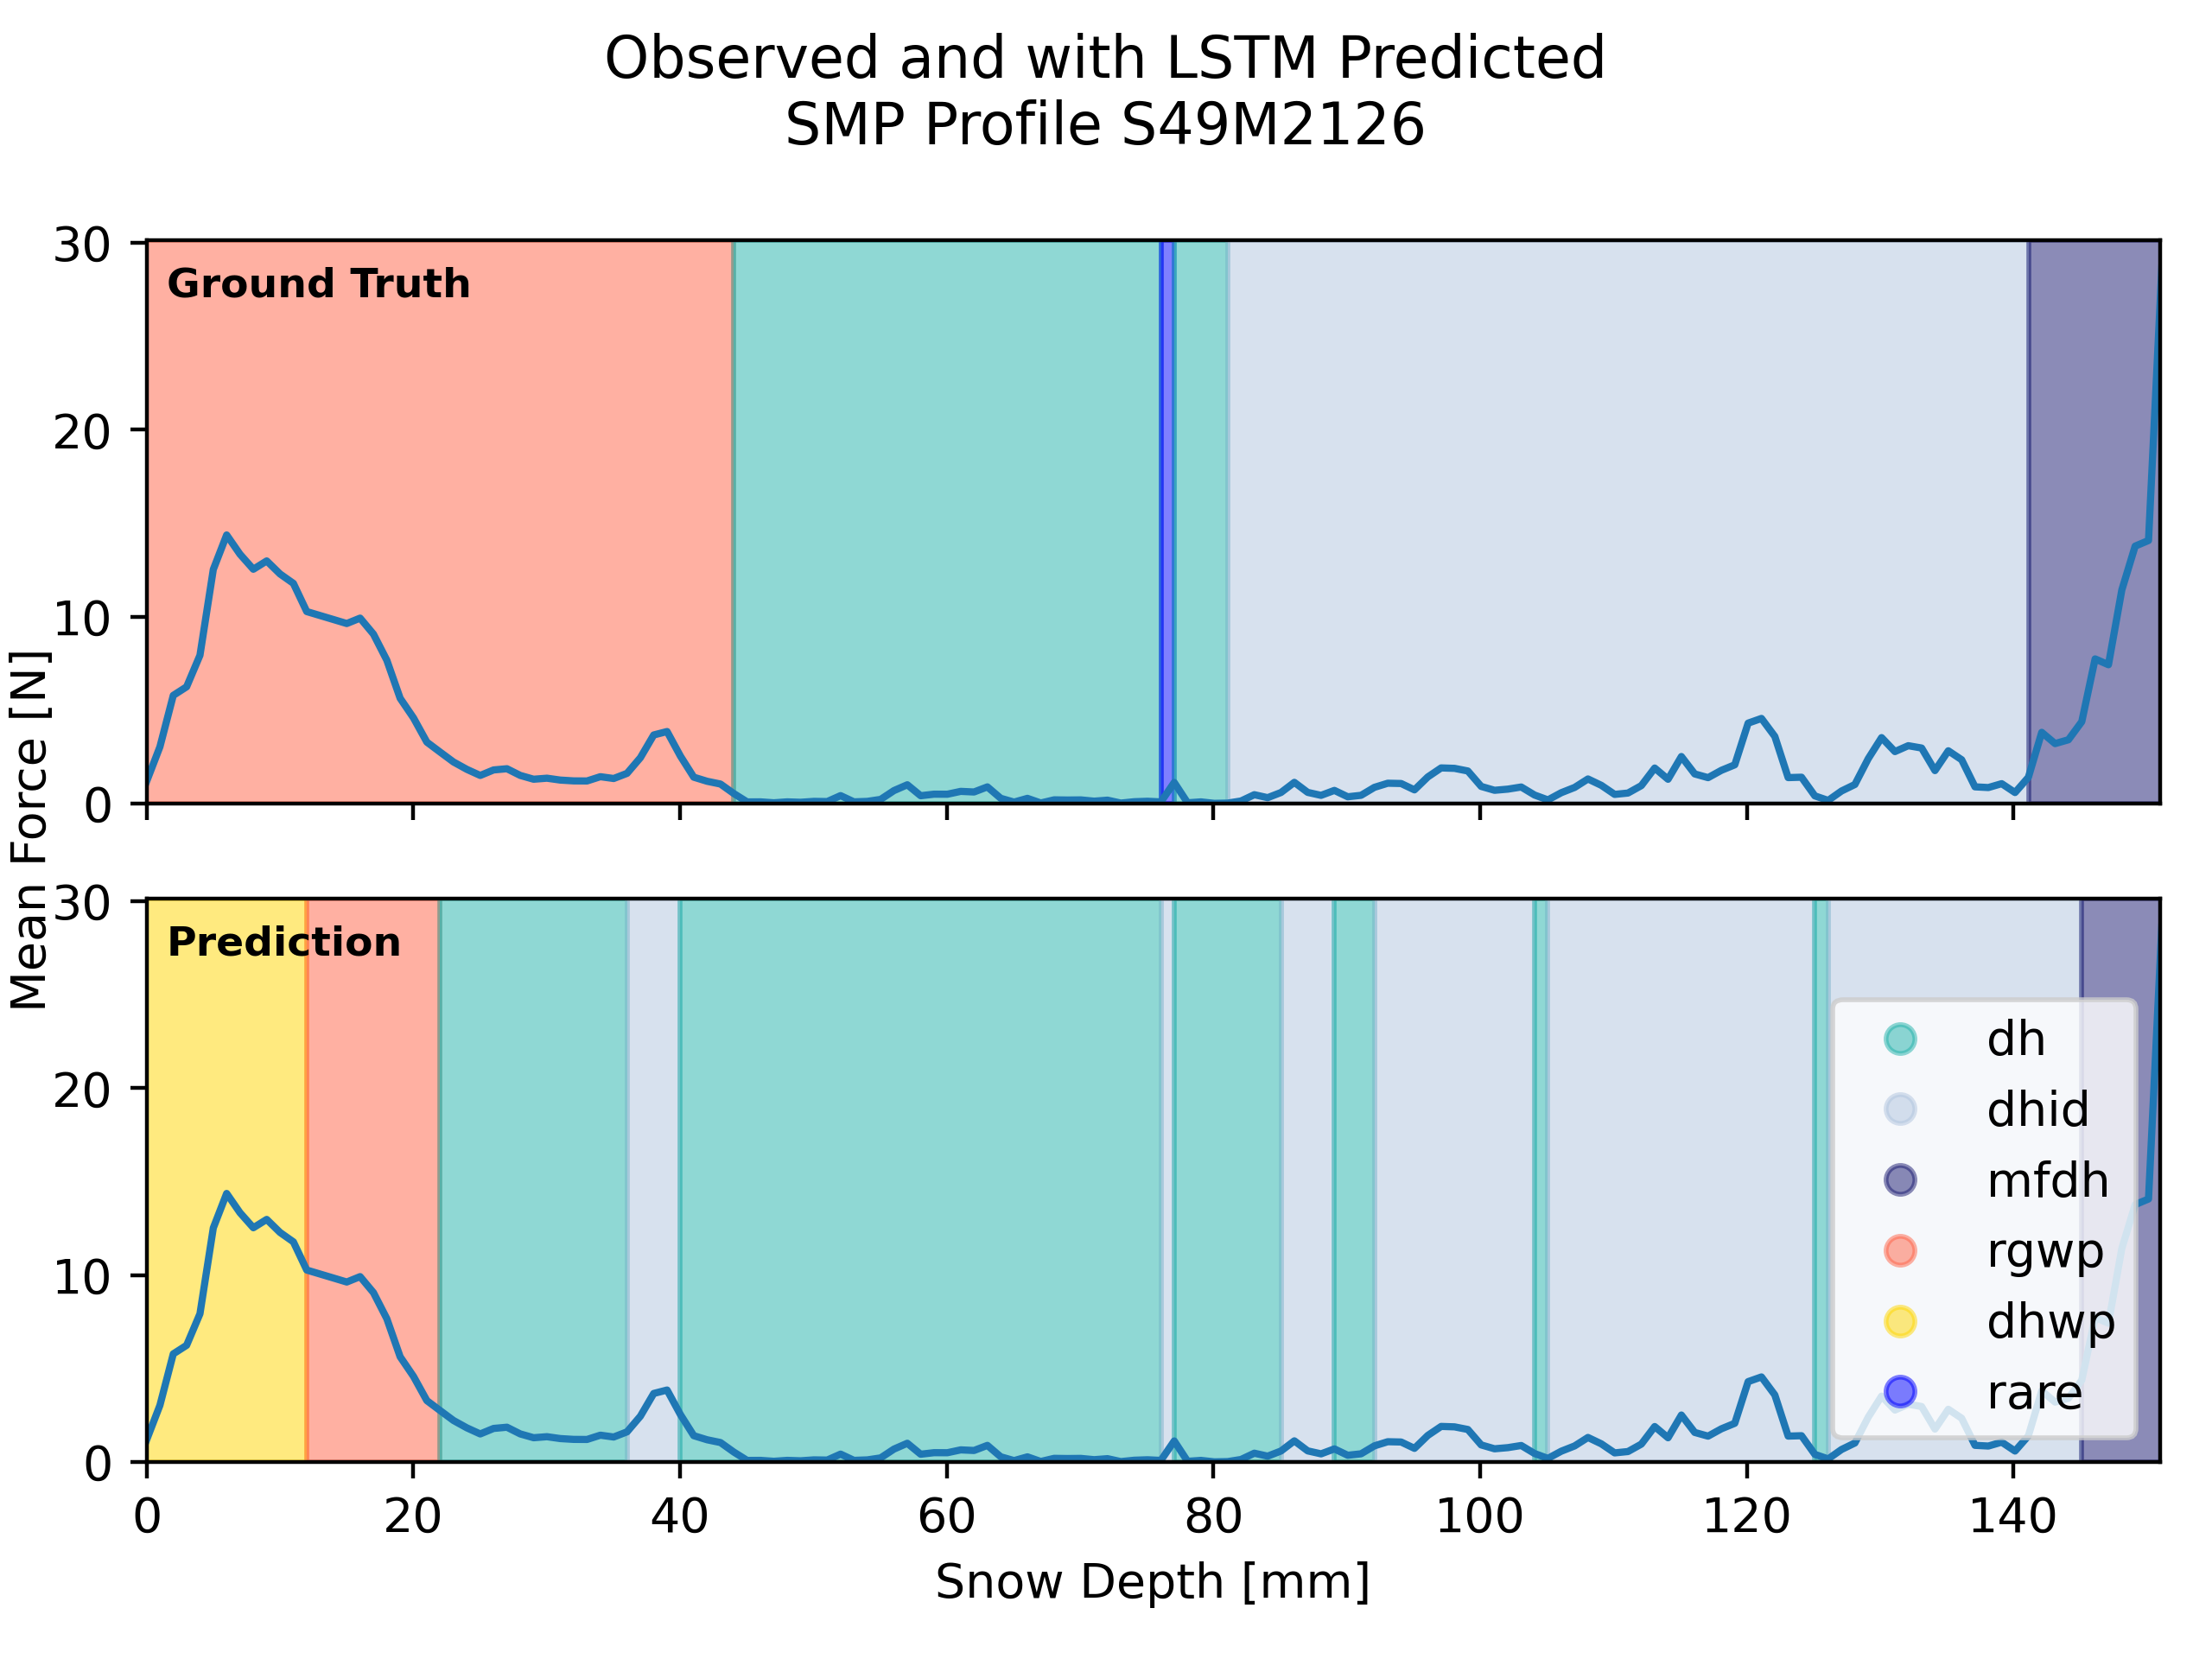 Observed and with LSTM Predicted
SMP Profile S49M2126
Mean Force [N]
30
20
10
0
Ground Truth
30
20
10
0
Prediction
dh
dhid
mfdh
rgwp
dhwp
rare
0 20 40 60 80 100 120 140
Snow Depth [mm]